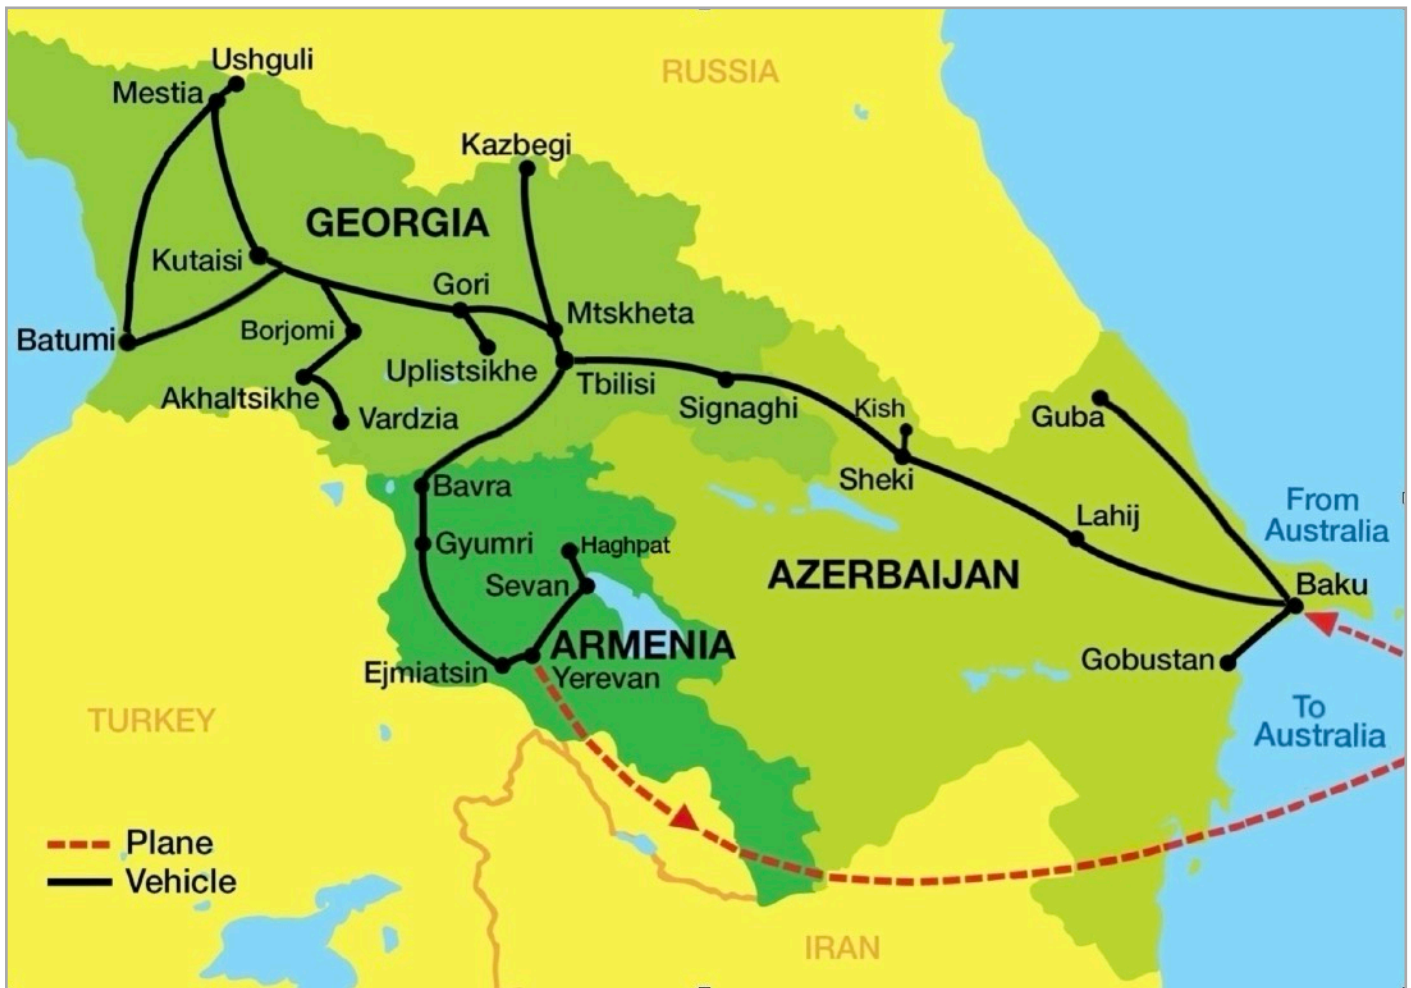 Ushguli
RUSSIA
Mestia
Kazbegi
GEORGIA
Kutaisi
Gori
Mtskheta
Borjomi
Batumi
Uplistsikhe
Tbilisi
Akhaltsikhe
Signaghi
Kish
Vardzia
Guba
Sheki
Bavra
From
Australia
Lahij
Gyumri
Haghpat
AZERBAIJAN
Sevan
Baku
ARMENIA
Gobustan
Ejmiatsin
Yerevan
TURKEY
To
Australia
Plane
Vehicle
IRAN